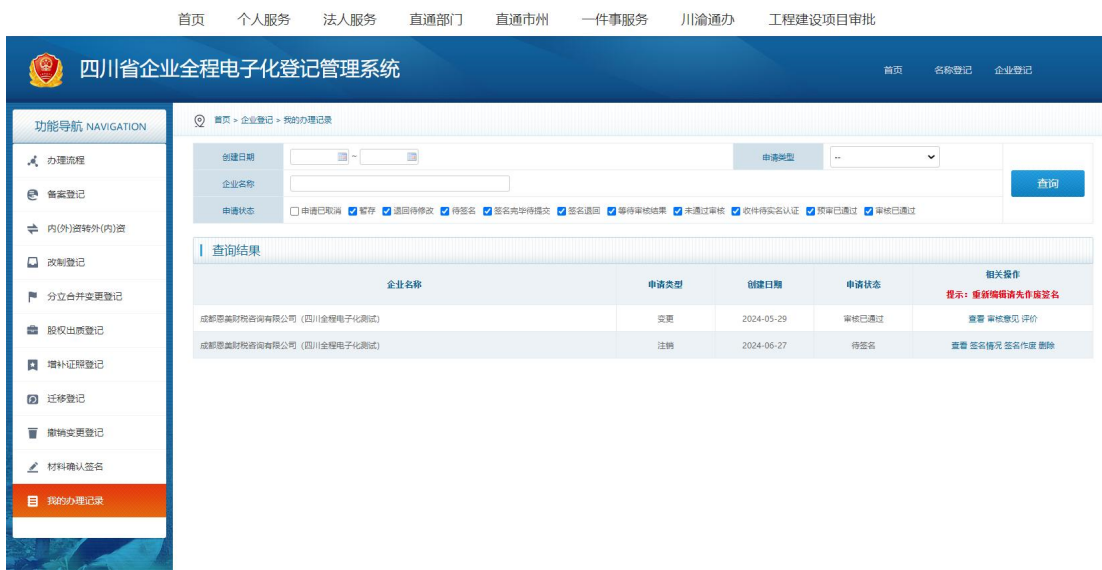 首页 个人服务 法人服务 直通部门 直通市州 一件事服务 川渝通办 工程建设项目审批
四川省企业全程电子化登记管理系统
首页 名称登记 企业登记
功能导航 NAVIGATION
办理流程
备案登记
内(外)资转外(内)资
改制登记
分立合并变更登记
股权出质登记
增补证照登记
迁移登记
撤销变更登记
材料确认签名
我的办理记录
首页 > 企业登记 > 我的办理记录
创建日期 ~ 申请类型 --
企业名称
查询
申请状态 申请已取消 暂存 退回待修改 待签名 签名完毕待提交 签名退回 等待审核结果 未通过审核 收件待实名认证 预审已通过 审核已通过
查询结果
企业名称 申请类型 创建日期 申请状态 相关操作
提示：重新编辑请先作废签名
成都恩美财税咨询有限公司（四川全程电子化测试） 变更 2024-05-29 审核已通过 查看 审核意见 评价
成都恩美财税咨询有限公司（四川全程电子化测试） 注销 2024-06-27 待签名 查看 签名情况 签名作废 删除